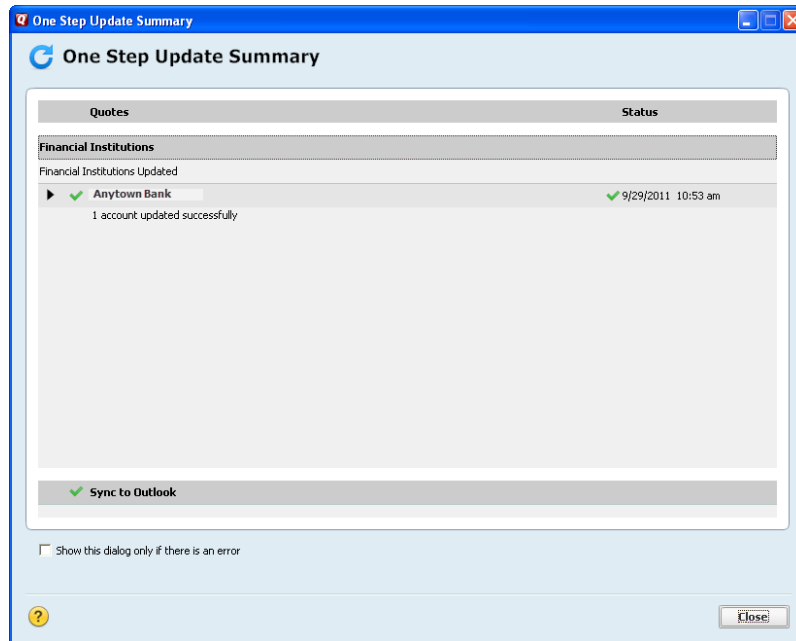 One Step Update Summary
One Step Update Summary
Quotes Status
Financial Institutions
Financial Institutions Updated
Anytown Bank 9/29/2011 10:53 am
1 account updated successfully
Sync to Outlook
Show this dialog only if there is an error
? Close